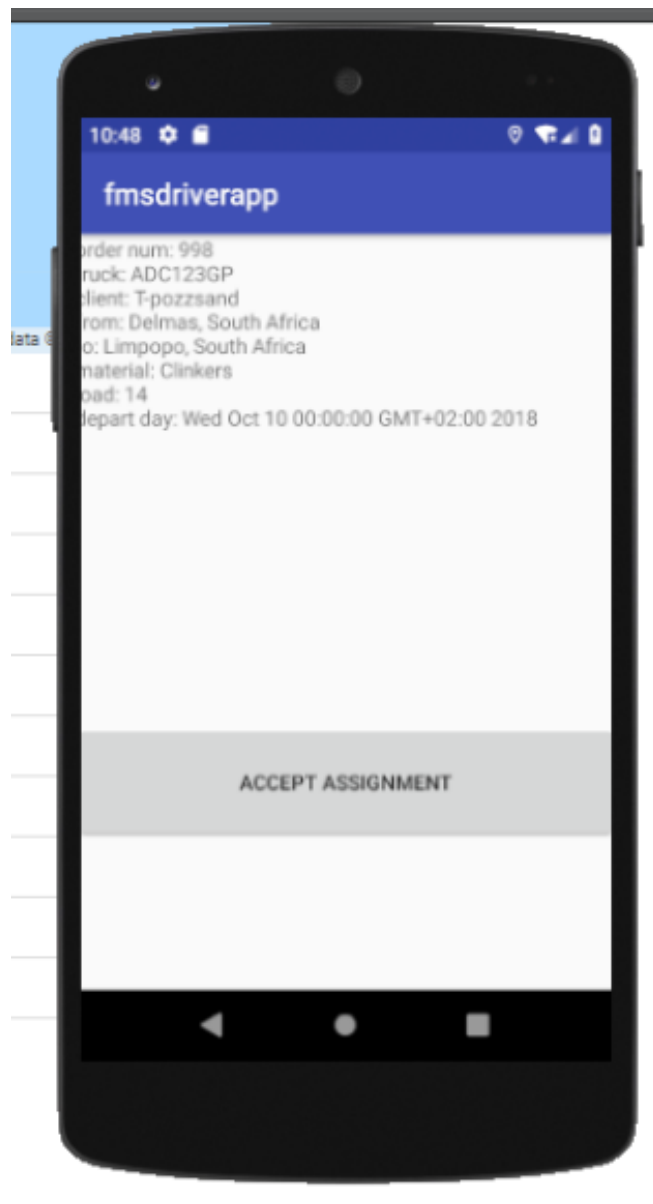 10:48
fmsdriverapp
order num: 998
ruck: ADC123GP
client: T-pozzsand
rom: Delmas, South Africa
o: Limpopo, South Africa
material: Clinkers
oad: 14
depart day: Wed Oct 10 00:00:00 GMT+02:00 2018
data ©
ACCEPT ASSIGNMENT